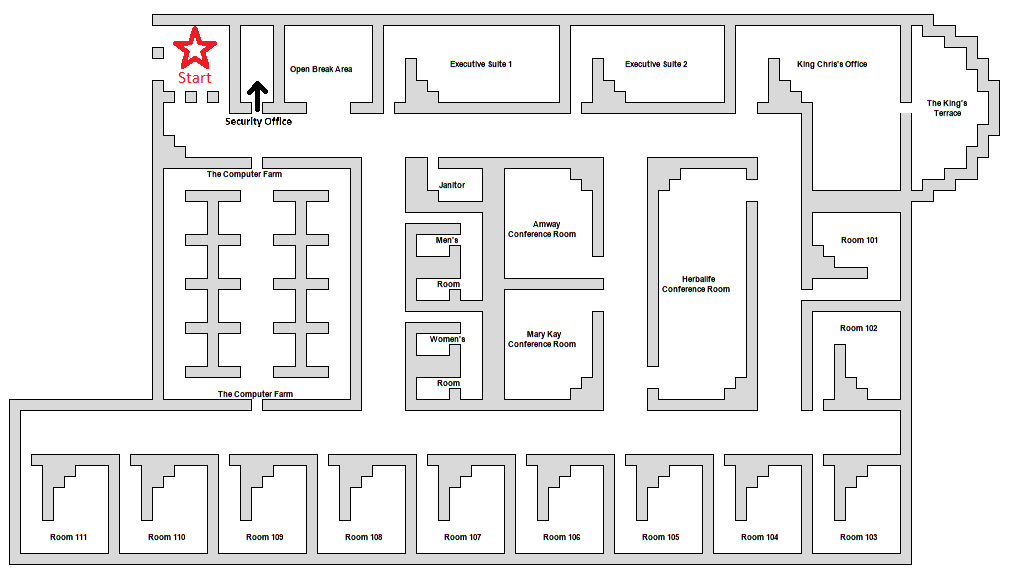 Start
Open Break Area
Executive Suite 1
Executive Suite 2
King Chris's Office
The King's
Terrace
Security Office
The Computer Farm
Janitor
Amway
Conference Room
Men's
Room
Herbalife
Conference Room
Room 101
Women's
Room
Mary Kay
Conference Room
Room 102
The Computer Farm
Room 111
Room 110
Room 109
Room 108
Room 107
Room 106
Room 105
Room 104
Room 103